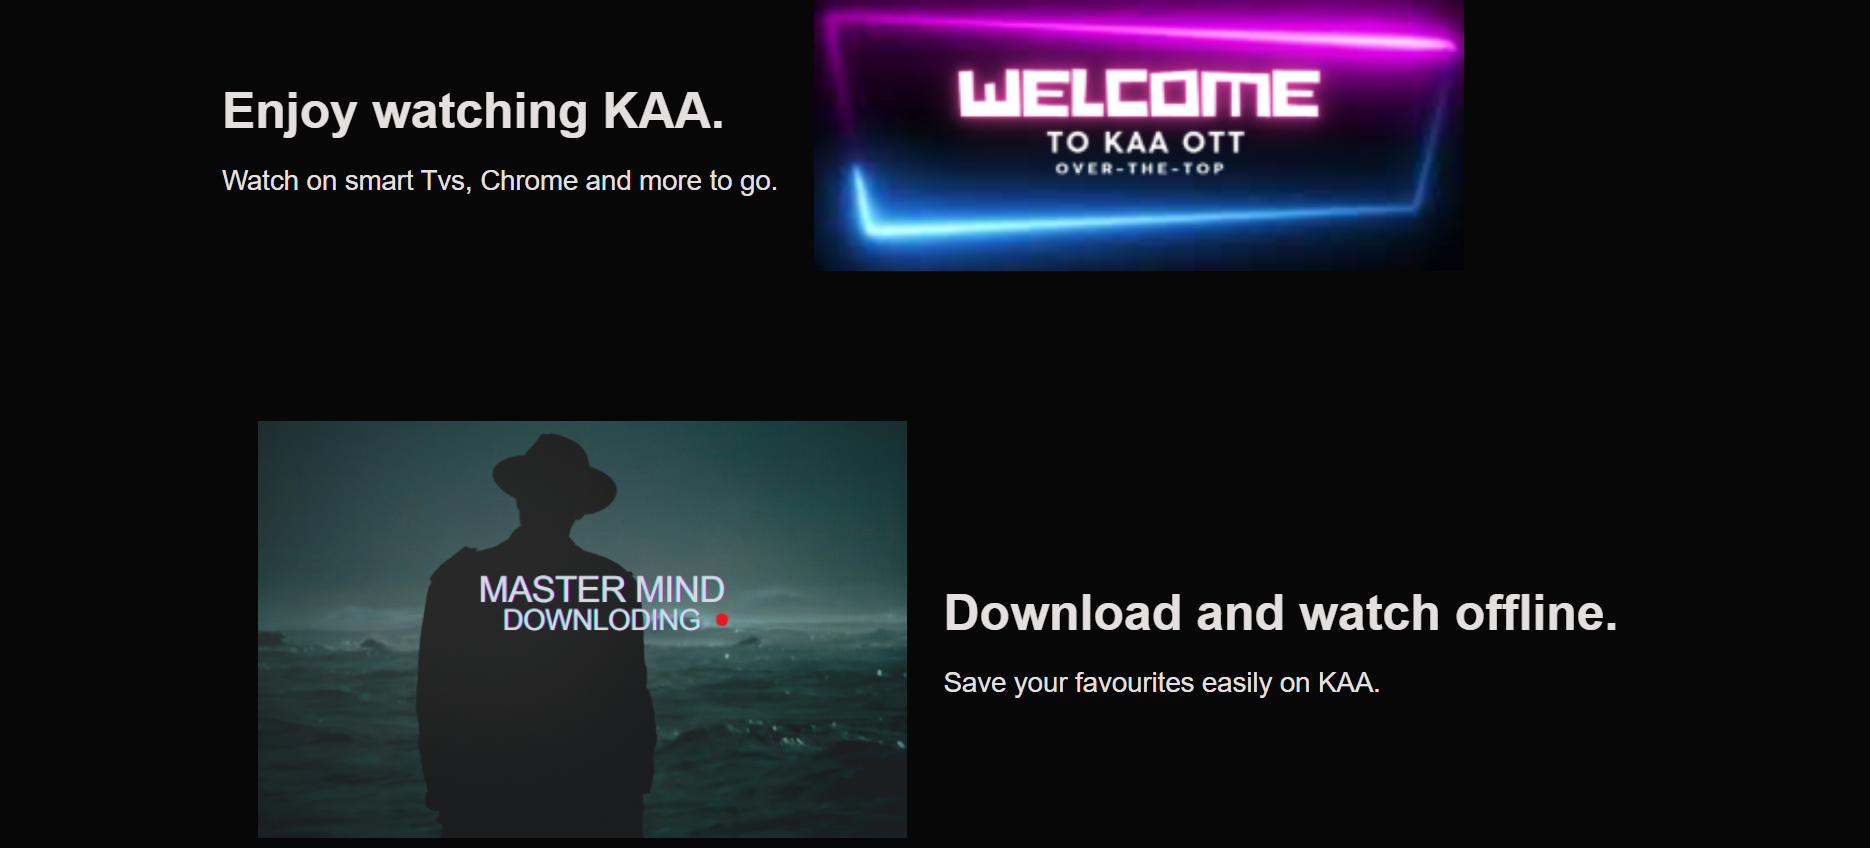 Enjoy watching KAA.
Watch on smart Tvs, Chrome and more to go.
WELCOME
TO KAA OTT
OVER-THE-TOP
MASTER MIND
DOWNLODING
Download and watch offline.
Save your favourites easily on KAA.